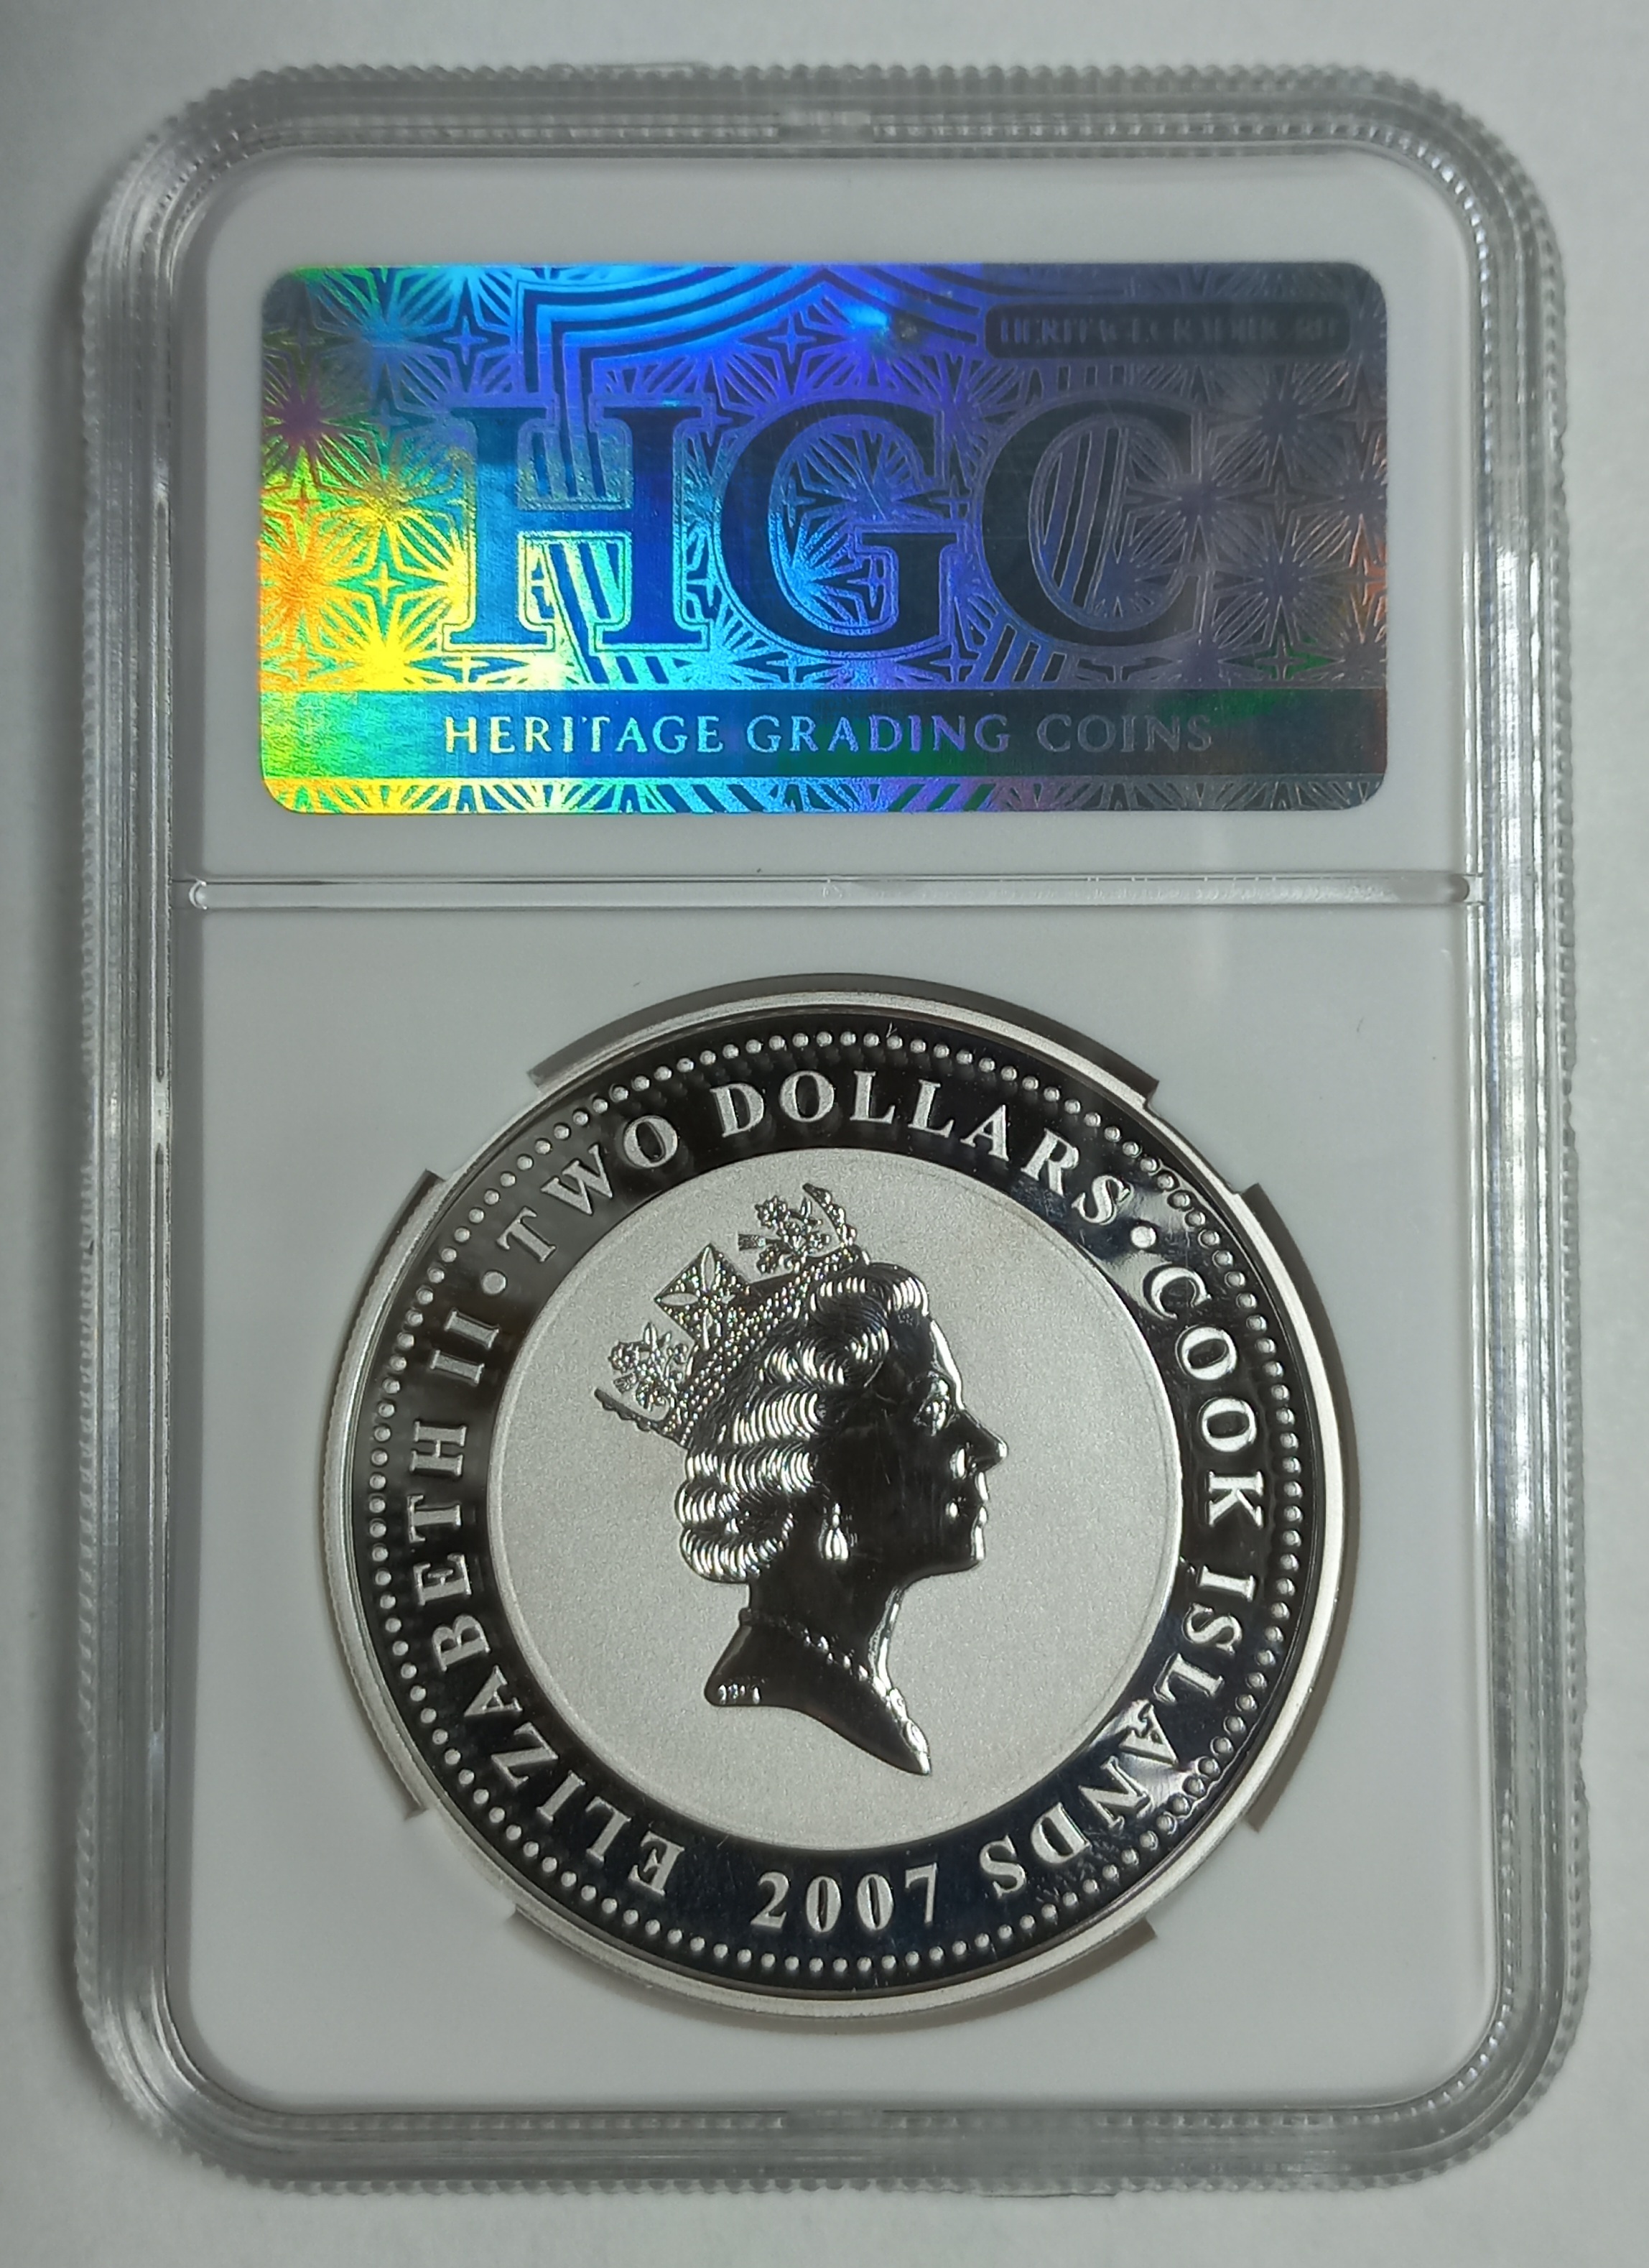 HGC
HERITAGE GRADING COINS
ELIZABETH II • TWO DOLLARS • COOK ISLANDS
2007